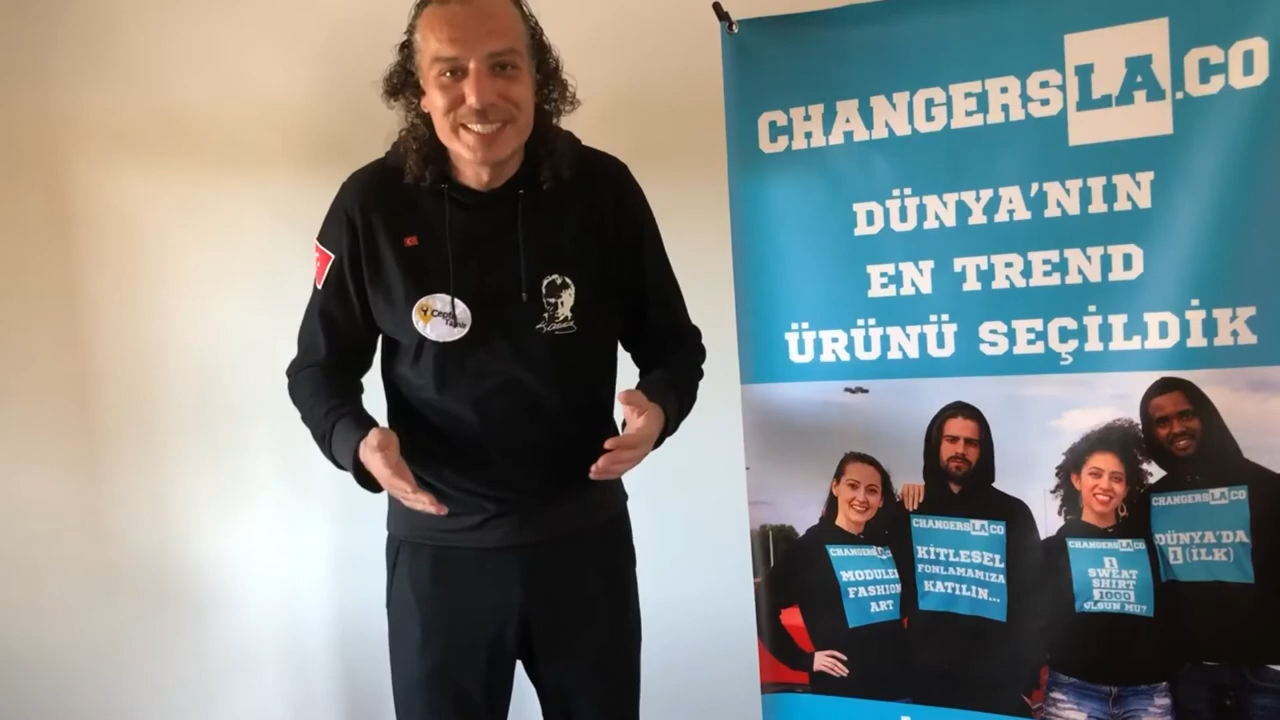 CHANGERSLA.CO
DÜNYA'NIN
EN TREND
ÜRÜNÜ SEÇİLDİK
CHANGERSLA.CO
MODULER
FASHION
ART
CHANGERSLA.CO
KİTLESEL
FONLAMAMIZA
KATILIN...
CHANGERSLA.CO
1
SWEAT
SHIRT
1000
OLSUN MU?
CHANGERSLA.CO
DÜNYA'DA
1 (İLK)